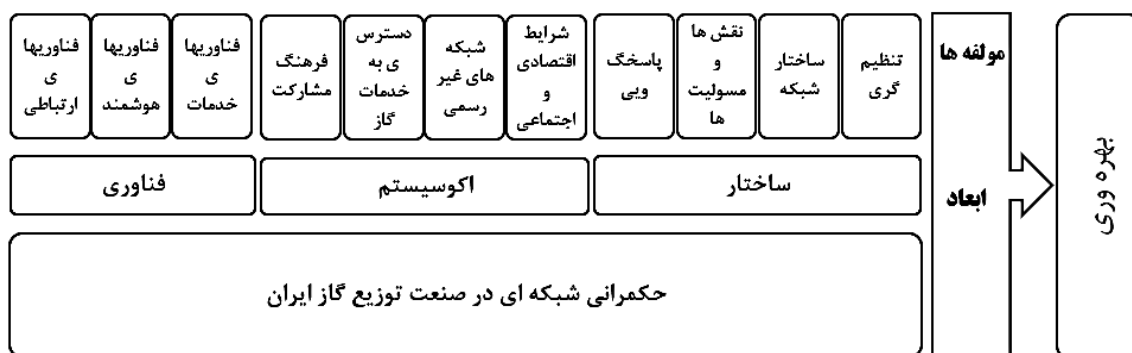 مولفه ها
تنظیم
گری
ساختار
شبکه
نقش ها
و
مسولیت
ها
پاسخگ
ویی
شرایط
اقتصادی
و
اجتماعی
شبکه
های غیر
رسمی
دسترس
ی به
خدمات
گاز
فرهنگ
مشارکت
فناوریها
ی
خدمات
فناوریها
ی
هوشمند
فناوریها
ی
ارتباطی
ابعاد
ساختار
اکوسیستم
فناوری
حکمرانی شبکه ای در صنعت توزیع گاز ایران
بهره وری